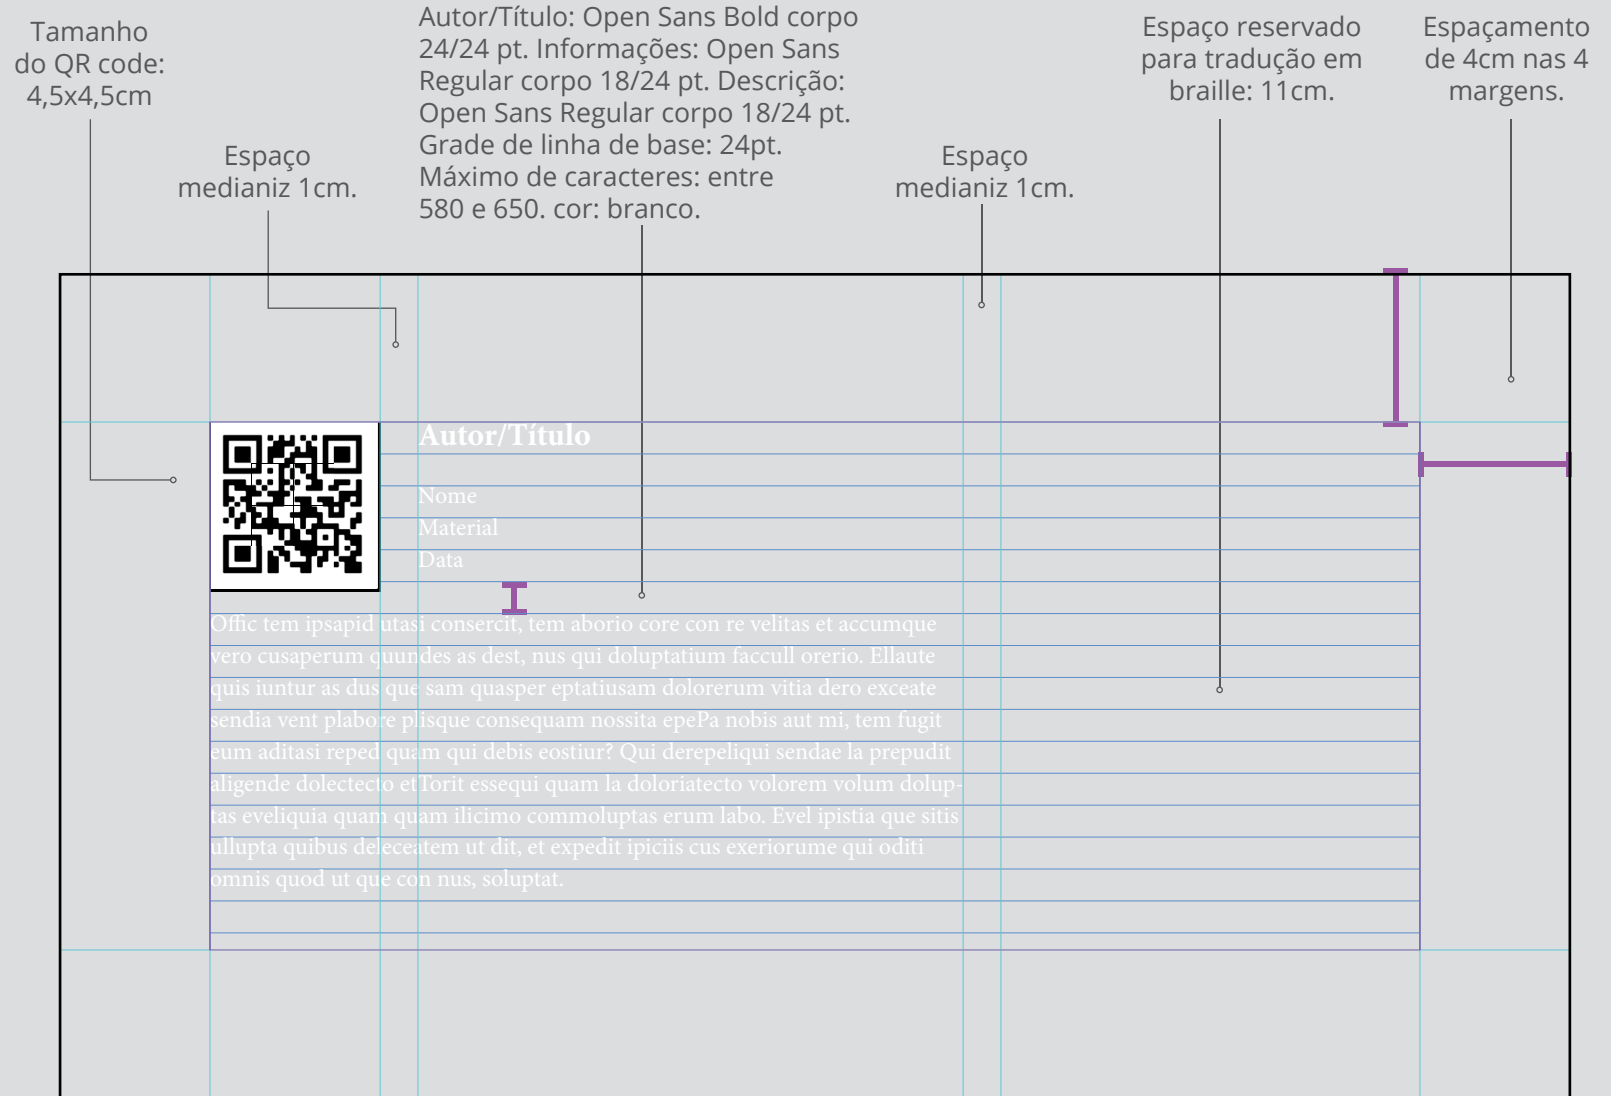 Tamanho
do QR code:
4,5x4,5cm
Espaço
medianiz 1cm.
Autor/Título: Open Sans Bold corpo
24/24 pt. Informações: Open Sans
Regular corpo 18/24 pt. Descrição:
Open Sans Regular corpo 18/24 pt.
Grade de linha de base: 24pt.
Máximo de caracteres: entre
580 e 650. cor: branco.
Espaço
medianiz 1cm.
Espaço reservado
para tradução em
braille: 11cm.
Espaçamento
de 4cm nas 4
margens.
Autor/Título
Nome
Material
Data
Offic tem ipsapid utasi consercit, tem aborio core con re velitas et accumque
vero cusaperum quundes as dest, nus qui doluptatium faccull orerio. Ellaute
quis iuntur as dus que sam quasper eptatiusam dolorerum vitia dero exceate
sendia vent plabore plisque consequam nossita epePa nobis aut mi, tem fugit
eum aditasi reped quam qui debis eostiur? Qui derepeliqui sendae la prepudit
aligende dolectecto etTorit essequi quam la doloriatecto volorem volum dolup-
tas eveliquia quam quam ilicimo commoluptas erum labo. Evel ipistia que sitis
ullupta quibus deleceatem ut dit, et expedit ipiciis cus exeriorume qui oditi
omnis quod ut que con nus, soluptat.